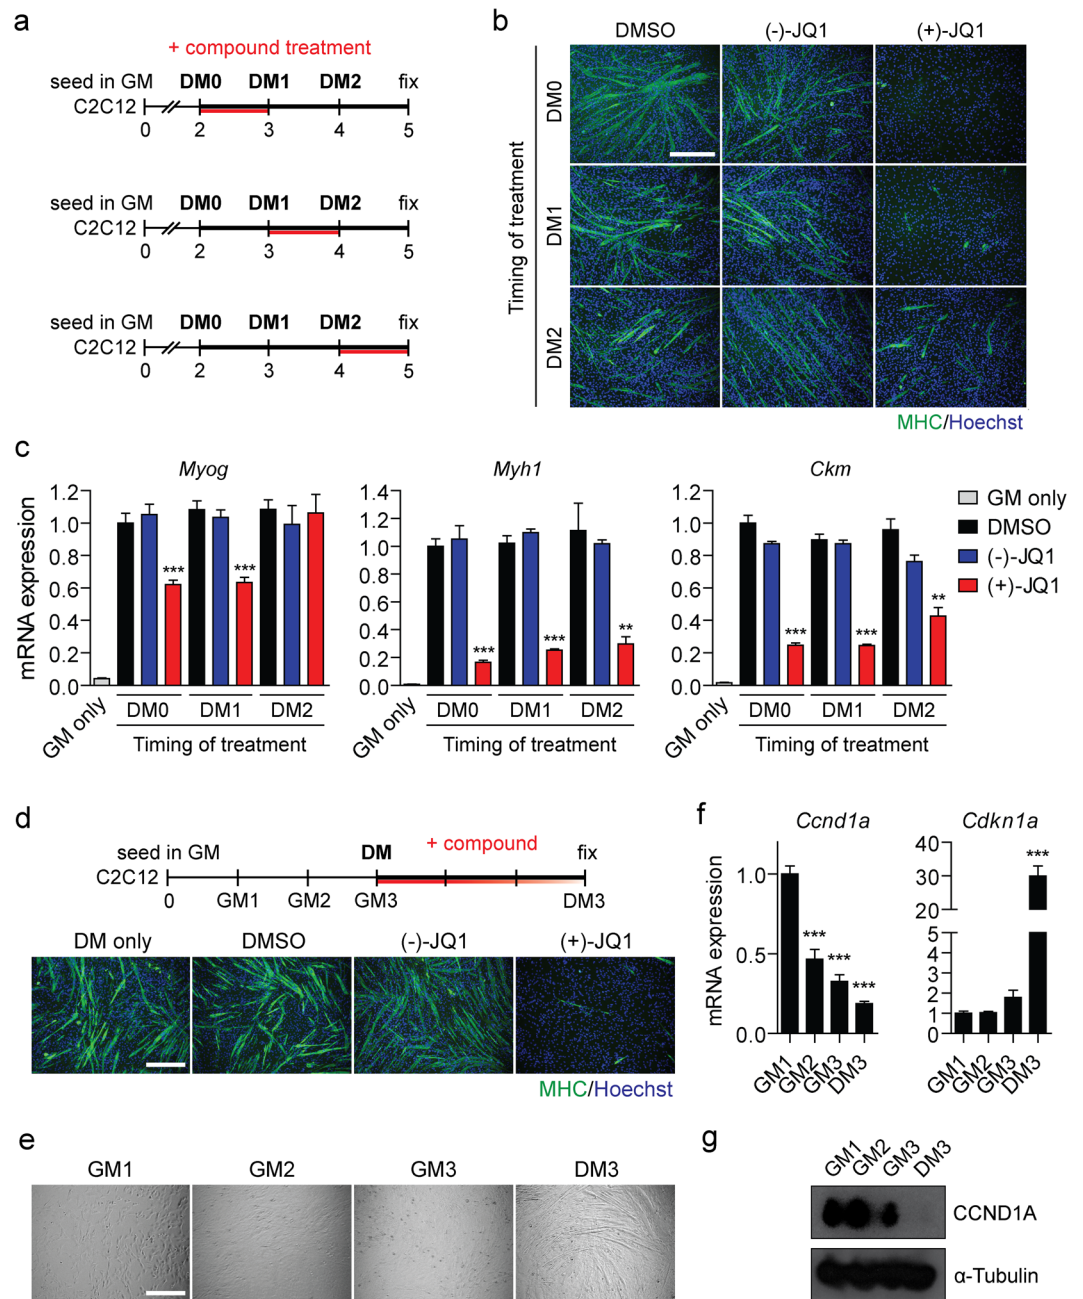 a
+ compound treatment
seed in GM DM0 DM1 DM2 fix
C2C12
0 2 3 4 5
seed in GM DM0 DM1 DM2 fix
C2C12
0 2 3 4 5
seed in GM DM0 DM1 DM2 fix
C2C12
0 2 3 4 5
b
DMSO (-)-JQ1 (+)-JQ1
Timing of treatment
DM0
DM1
DM2
MHC/Hoechst
c
Myog
mRNA expression
1.2
1.0
0.8
0.6
0.4
0.2
0.0
*** ***
GM only DM0 DM1 DM2
Timing of treatment
Myh1
1.4
1.2
1.0
0.8
0.6
0.4
0.2
0.0
*** *** **
GM only DM0 DM1 DM2
Timing of treatment
Ckm
1.2
1.0
0.8
0.6
0.4
0.2
0.0
*** *** **
GM only DM0 DM1 DM2
Timing of treatment
GM only
DMSO
(-)-JQ1
(+)-JQ1
d
seed in GM DM + compound fix
C2C12
0 GM1 GM2 GM3 DM3
DM only DMSO (-)-JQ1 (+)-JQ1
MHC/Hoechst
e
GM1 GM2 GM3 DM3
f
Ccnd1a
mRNA expression
1.0
0.5
0.0
*** *** ***
GM1 GM2 GM3 DM3
Cdkn1a
40
30
20
5
4
3
2
1
0
***
GM1 GM2 GM3 DM3
g
GM1 GM2 GM3 DM3
CCND1A
α-Tubulin